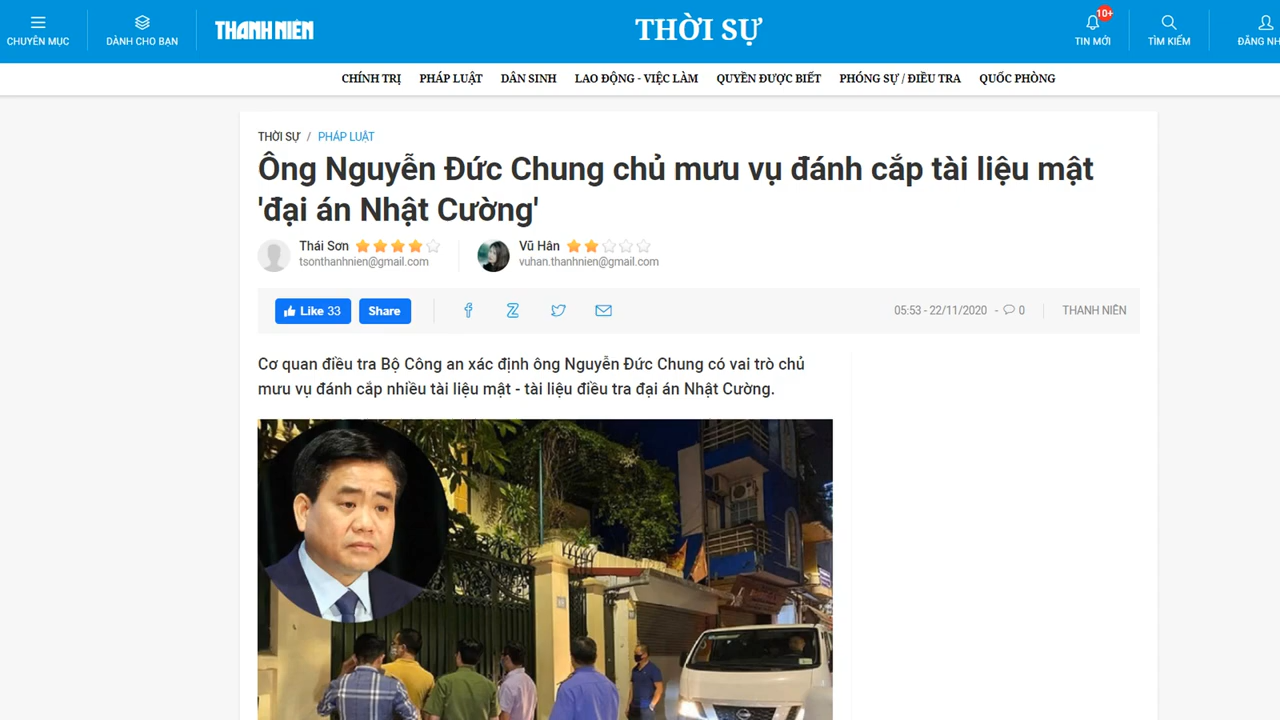 CHUYÊN MỤC
DÀNH CHO BẠN
THANH NIÊN
THỜI SỰ
10+
TIN MỚI
TÌM KIẾM
ĐĂNG NH
CHÍNH TRỊ PHÁP LUẬT DÂN SINH LAO ĐỘNG - VIỆC LÀM QUYỀN ĐƯỢC BIẾT PHÓNG SỰ / ĐIỀU TRA QUỐC PHÒNG
THỜI SỰ / PHÁP LUẬT
Ông Nguyễn Đức Chung chủ mưu vụ đánh cắp tài liệu mật
'đại án Nhật Cường'
Thái Sơn
tsonthanhnien@gmail.com
Vũ Hân
vuhan.thanhnien@gmail.com
Like 33 Share
05:53 - 22/11/2020 - 0 THANH NIÊN
Cơ quan điều tra Bộ Công an xác định ông Nguyễn Đức Chung có vai trò chủ
mưu vụ đánh cắp nhiều tài liệu mật - tài liệu điều tra đại án Nhật Cường.